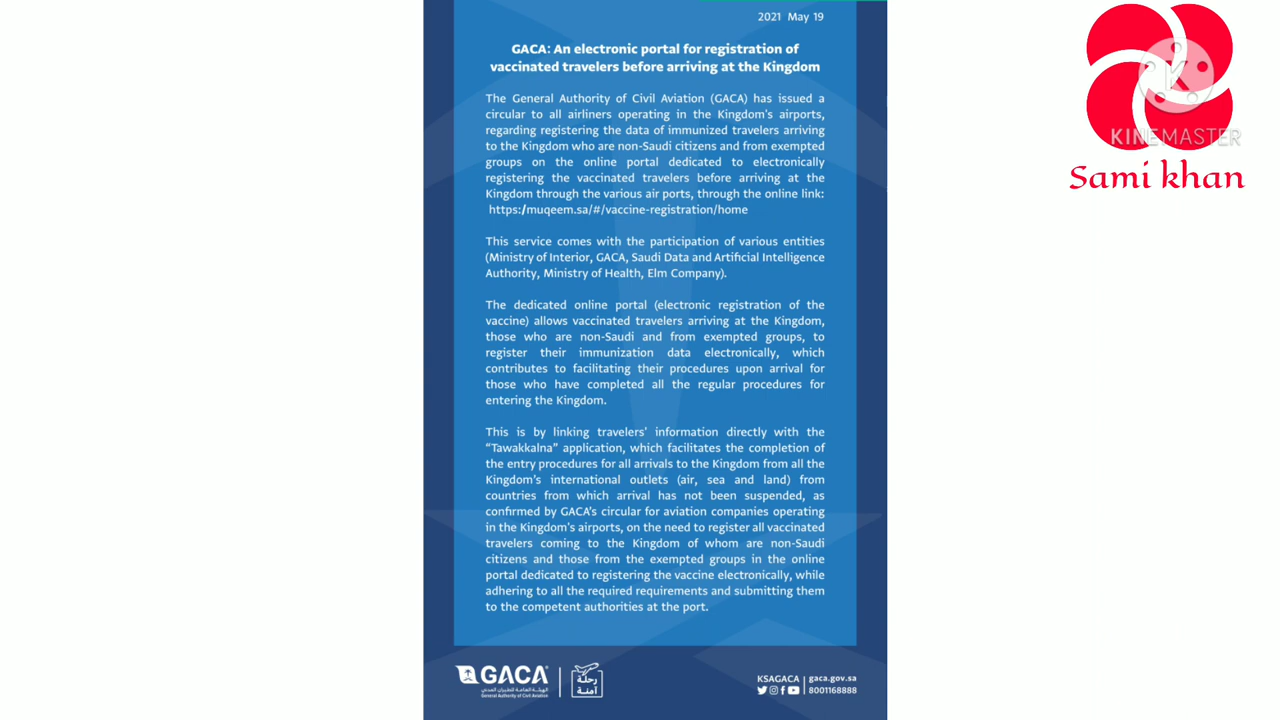 2021 May 19
GACA: An electronic portal for registration of
vaccinated travelers before arriving at the Kingdom
The General Authority of Civil Aviation (GACA) has issued a
circular to all airliners operating in the Kingdom's airports,
regarding registering the data of immunized travelers arriving
to the Kingdom who are non-Saudi citizens and from exempted
groups on the online portal dedicated to electronically
registering the vaccinated travelers before arriving at the
Kingdom through the various air ports, through the online link:
https:/muqeem.sa/#/vaccine-registration/home
This service comes with the participation of various entities
(Ministry of Interior, GACA, Saudi Data and Artificial Intelligence
Authority, Ministry of Health, Elm Company).
The dedicated online portal (electronic registration of the
vaccine) allows vaccinated travelers arriving at the Kingdom,
those who are non-Saudi and from exempted groups, to
register their immunization data electronically, which
contributes to facilitating their procedures upon arrival for
those who have completed all the regular procedures for
entering the Kingdom.
This is by linking travelers' information directly with the
“Tawakkalna” application, which facilitates the completion of
the entry procedures for all arrivals to the Kingdom from all the
Kingdom's international outlets (air, sea and land) from
countries from which arrival has not been suspended, as
confirmed by GACA's circular for aviation companies operating
in the Kingdom's airports, on the need to register all vaccinated
travelers coming to the Kingdom of whom are non-Saudi
citizens and those from the exempted groups in the online
portal dedicated to registering the vaccine electronically, while
adhering to all the required requirements and submitting them
to the competent authorities at the port.
GACA
الهيئة العامة للطيران المدني
General Authority of Civil Aviation
رحلة
آمنة
KSAGACA
gaca.gov.sa
8001168888
K
KINEMASTER
Sami khan